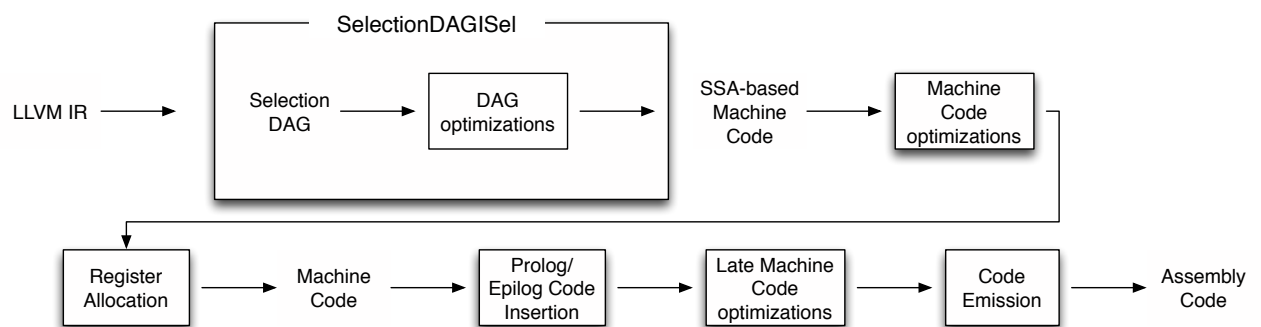 SelectionDAGISel
LLVM IR
Selection
DAG
DAG
optimizations
SSA-based
Machine
Code
Machine
Code
optimizations
Register
Allocation
Machine
Code
Prolog/
Epilog Code
Insertion
Late Machine
Code
optimizations
Code
Emission
Assembly
Code